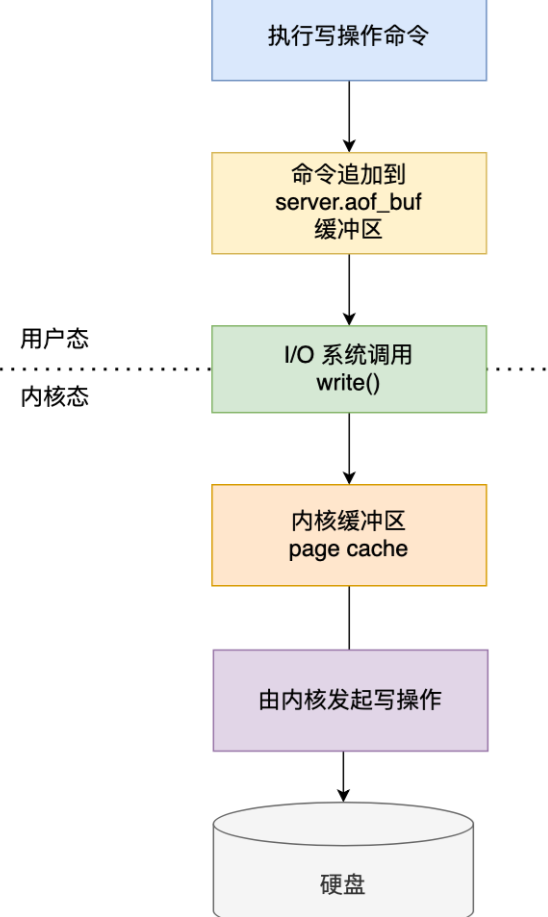 执行写操作命令
命令追加到
server.aof_buf
缓冲区
用户态
I/O 系统调用
write()
内核态
内核缓冲区
page cache
由内核发起写操作
硬盘